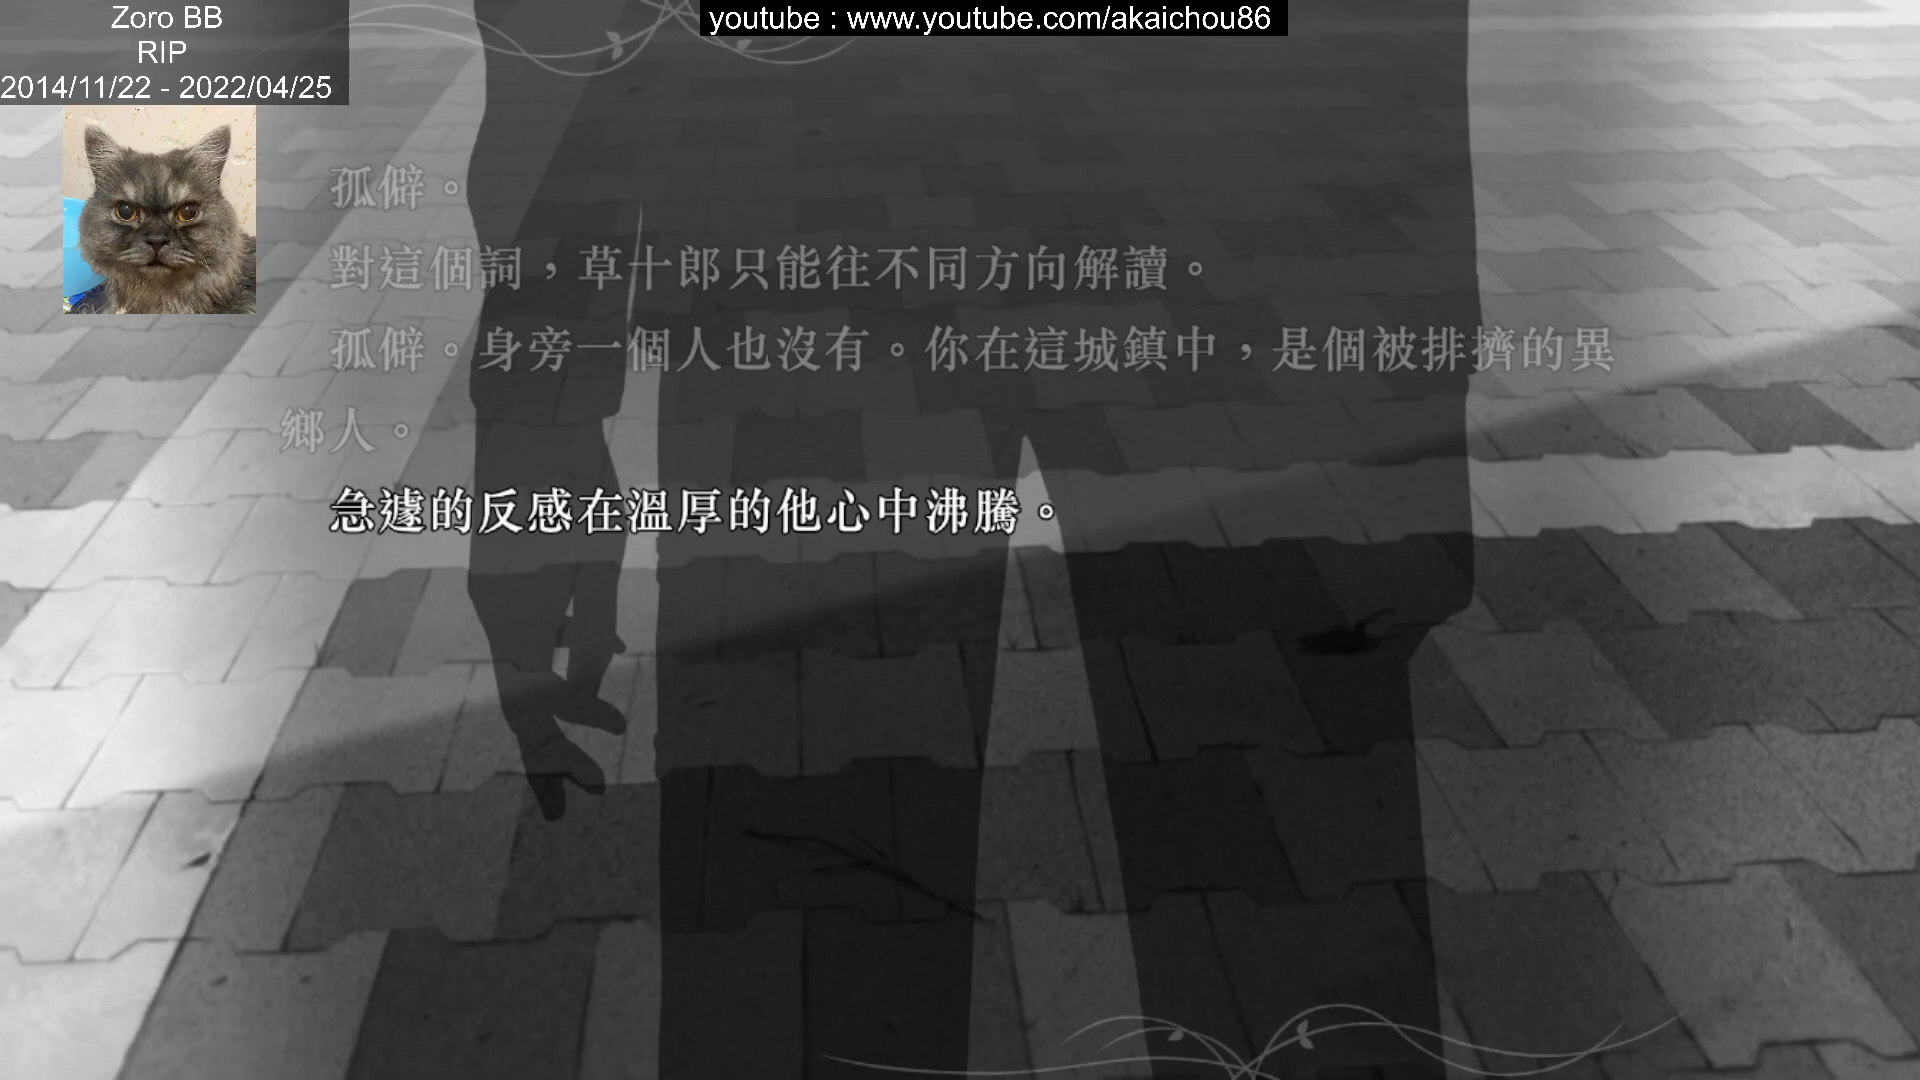 Zoro BB
RIP
2014/11/22 - 2022/04/25
youtube : www.youtube.com/akaichou86
孤僻。
對這個詞，草十郎只能往不同方向解讀。
孤僻。身旁一個人也沒有。你在這城鎮中，是個被排擠的異
鄉人。
急遽的反感在溫厚的他心中沸騰。